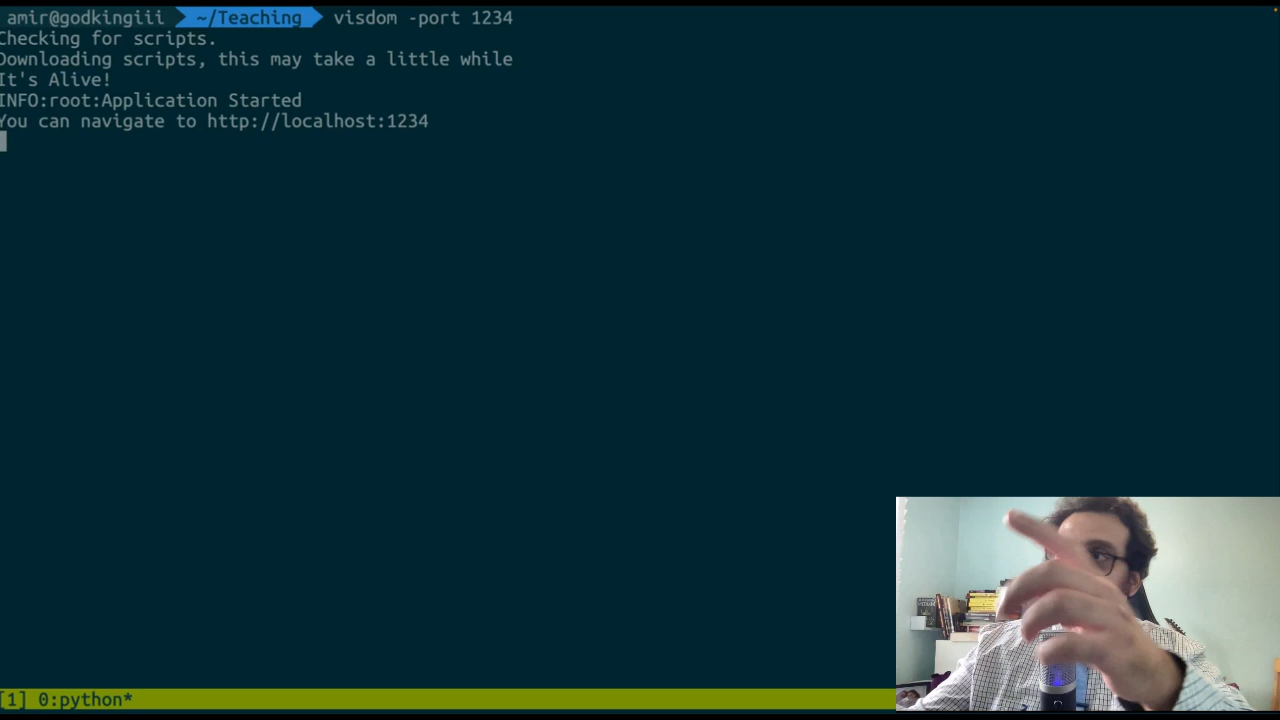 amir@godkingiii ~/Teaching visdom -port 1234
Checking for scripts.
Downloading scripts, this may take a little while
It's Alive!
INFO:root:Application Started
You can navigate to http://localhost:1234
[1] 0:python*